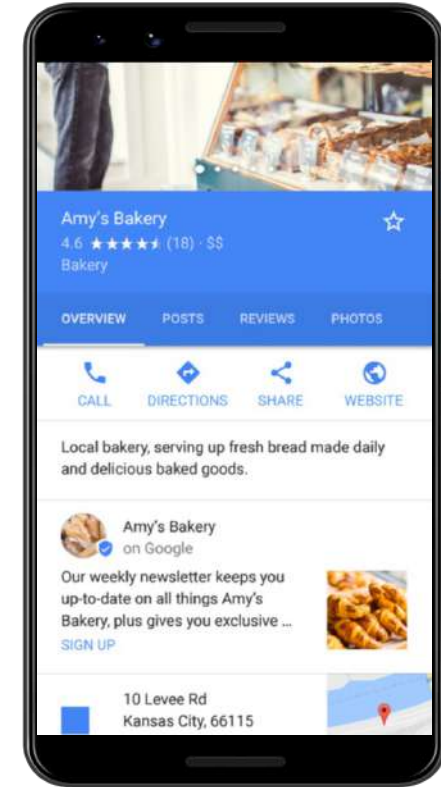 Amy's Bakery
4.6 ★★★★⯨ (18) · $$
Bakery
OVERVIEW POSTS REVIEWS PHOTOS
CALL DIRECTIONS SHARE WEBSITE
Local bakery, serving up fresh bread made daily
and delicious baked goods.
Amy's Bakery
on Google
Our weekly newsletter keeps you
up-to-date on all things Amy's
Bakery, plus gives you exclusive ...
SIGN UP
10 Levee Rd
Kansas City, 66115